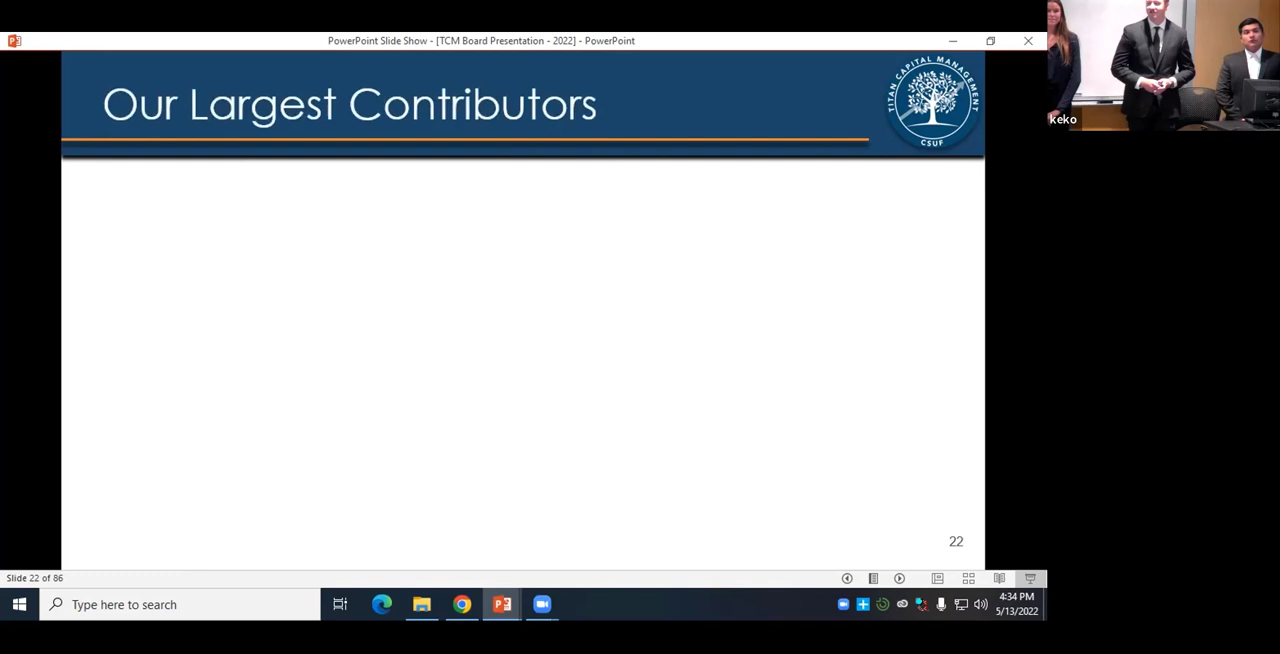 PowerPoint Slide Show - [TCM Board Presentation - 2022] - PowerPoint
Our Largest Contributors
TITAN CAPITAL MANAGEMENT
CSUF
keko
22
Slide 22 of 86
Type here to search
4:34 PM
5/13/2022